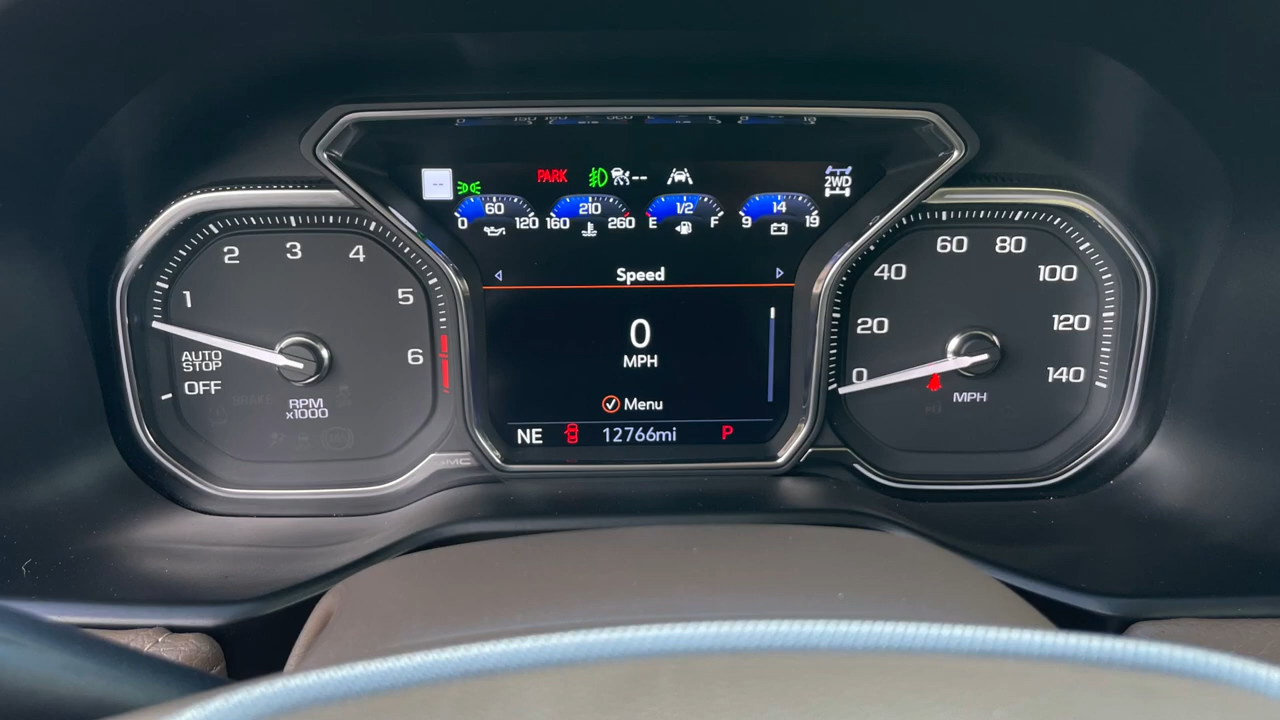 --
PARK
--
2WD
60
0 120
210
160 260
1/2
E F
14
9 19
1
2
3
4
5
6
AUTO
STOP
OFF
RPM
x1000
GMC
Speed
0
MPH
Menu
NE 12766mi P
0
20
40
60
80
100
120
140
MPH